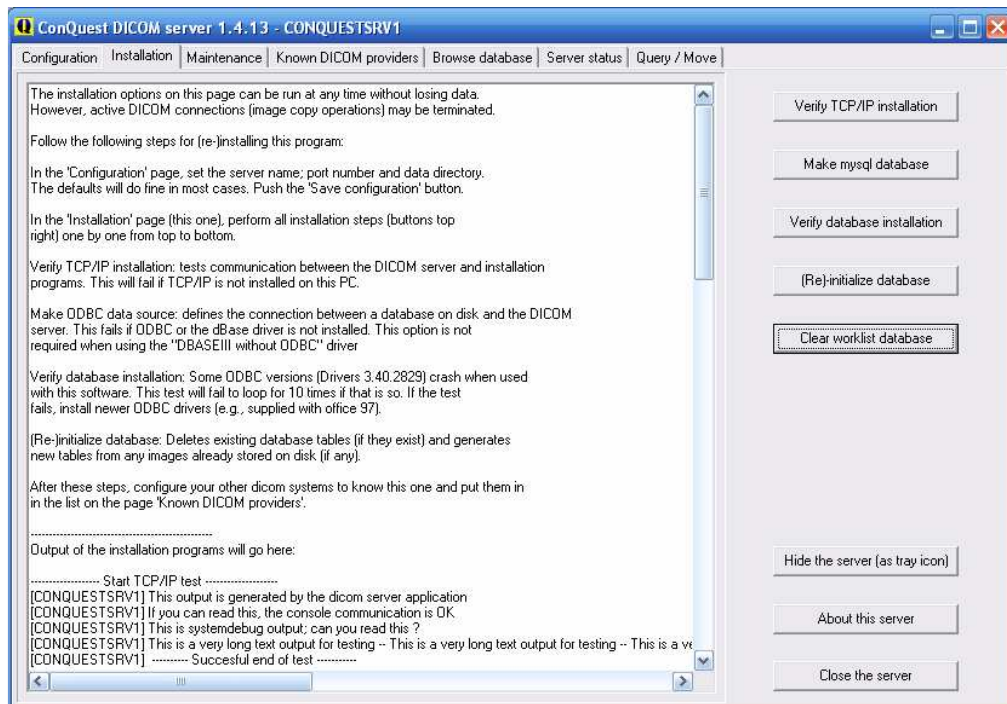 ConQuest DICOM server 1.4.13 - CONQUESTSRV1
Configuration Installation Maintenance Known DICOM providers Browse database Server status Query / Move
The installation options on this page can be run at any time without losing data.
However, active DICOM connections (image copy operations) may be terminated.
Follow the following steps for (re-)installing this program:
In the 'Configuration' page, set the server name; port number and data directory.
The defaults will do fine in most cases. Push the 'Save configuration' button.
In the 'Installation' page (this one), perform all installation steps (buttons top
right) one by one from top to bottom.
Verify TCP/IP installation: tests communication between the DICOM server and installation
programs. This will fail if TCP/IP is not installed on this PC.
Make ODBC data source: defines the connection between a database on disk and the DICOM
server. This fails if ODBC or the dBase driver is not installed. This option is not
required when using the "DBASEIII without ODBC" driver
Verify database installation: Some ODBC versions (Drivers 3.40.2829) crash when used
with this software. This test will fail to loop for 10 times if that is so. If the test
fails, install newer ODBC drivers (e.g., supplied with office 97).
(Re-)initialize database: Deletes existing database tables (if they exist) and generates
new tables from any images already stored on disk (if any).
After these steps, configure your other dicom systems to know this one and put them in
in the list on the page 'Known DICOM providers'.
--------------------------------------------------
Output of the installation programs will go here:
------------------- Start TCP/IP test --------------------
[CONQUESTSRV1] This output is generated by the dicom server application
[CONQUESTSRV1] If you can read this, the console communication is OK
[CONQUESTSRV1] This is systemdebug output; can you read this ?
[CONQUESTSRV1] This is a very long text output for testing -- This is a very long text output for testing -- This is a ve
[CONQUESTSRV1] ---------- Succesful end of test -----------
Verify TCP/IP installation
Make mysql database
Verify database installation
(Re)-initialize database
Clear worklist database
Hide the server (as tray icon)
About this server
Close the server